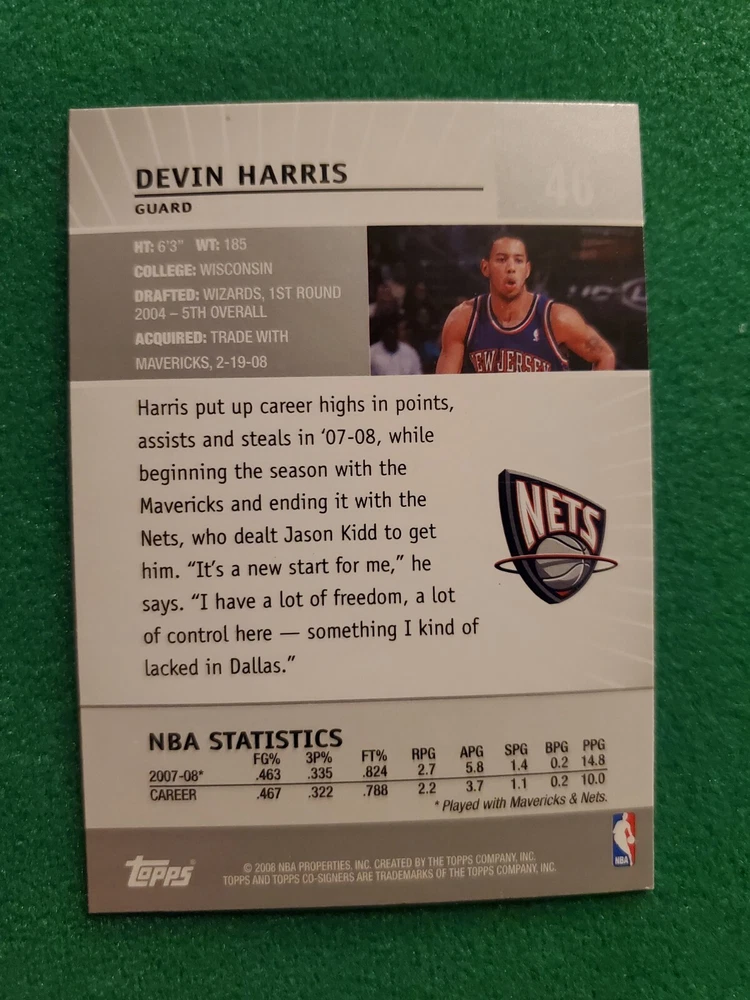 46
DEVIN HARRIS
GUARD
HT: 6'3" WT: 185
COLLEGE: WISCONSIN
DRAFTED: WIZARDS, 1ST ROUND
2004 – 5TH OVERALL
ACQUIRED: TRADE WITH
MAVERICKS, 2-19-08
NEW JERSEY
Harris put up career highs in points,
assists and steals in ‘07-08, while
beginning the season with the
Mavericks and ending it with the
Nets, who dealt Jason Kidd to get
him. “It’s a new start for me,” he
says. “I have a lot of freedom, a lot
of control here — something I kind of
lacked in Dallas.”
NETS
NBA STATISTICS
FG% 3P% FT% RPG APG SPG BPG PPG
2007-08* .463 .335 .824 2.7 5.8 1.4 0.2 14.8
CAREER .467 .322 .788 2.2 3.7 1.1 0.2 10.0
* Played with Mavericks & Nets.
NBA
Topps®
© 2008 NBA PROPERTIES, INC. CREATED BY THE TOPPS COMPANY, INC.
TOPPS AND TOPPS CO-SIGNERS ARE TRADEMARKS OF THE TOPPS COMPANY, INC.